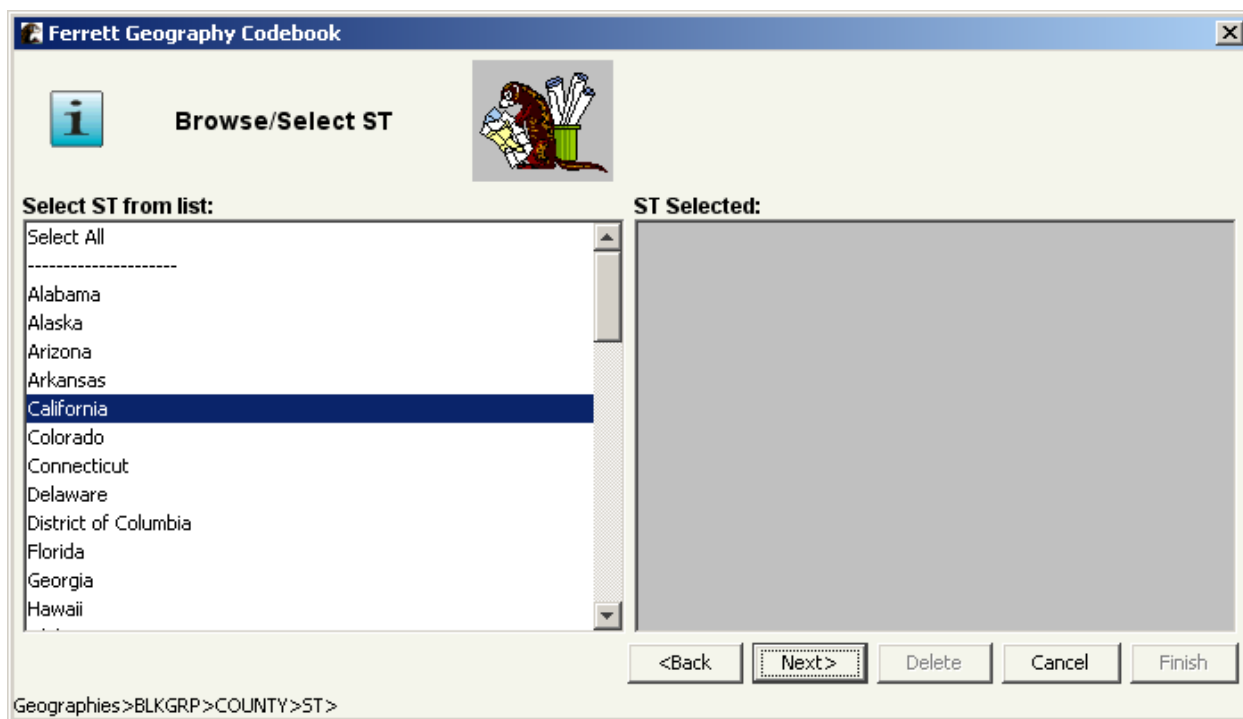 Ferrett Geography Codebook
i
Browse/Select ST
Select ST from list:
ST Selected:
Select All
---------------------
Alabama
Alaska
Arizona
Arkansas
California
Colorado
Connecticut
Delaware
District of Columbia
Florida
Georgia
Hawaii
<Back
Next>
Delete
Cancel
Finish
Geographies>BLKGRP>COUNTY>ST>